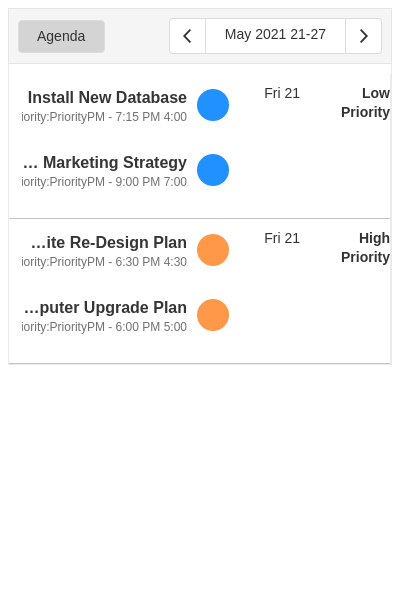 Agenda
May 2021 21-27
Low Priority
Fri 21
Install New Database
iority:PriorityPM - 7:15 PM 4:00
... Marketing Strategy
iority:PriorityPM - 9:00 PM 7:00
High Priority
Fri 21
...ite Re-Design Plan
iority:PriorityPM - 6:30 PM 4:30
...puter Upgrade Plan
iority:PriorityPM - 6:00 PM 5:00